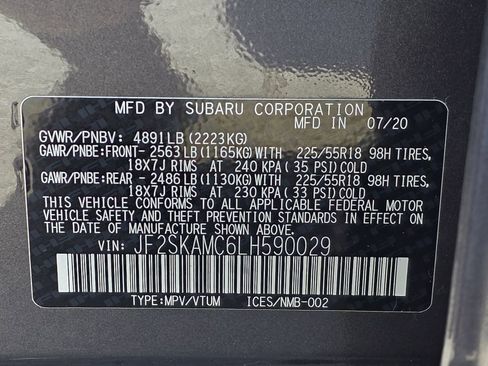 MFD BY SUBARU CORPORATION
MFD IN 07/20
GVWR/PNBV: 4891LB(2223KG)
GAWR/PNBE:FRONT-2563LB(1165KG)WITH 225/55R18 98H TIRES,
18X7J RIMS AT 240 KPA(35 PSI)COLD
GAWR/PNBE:REAR -2486LB(1130KG)WITH 225/55R18 98H TIRES,
18X7J RIMS AT 230 KPA(33 PSI)COLD
THIS VEHICLE CONFORMS TO ALL APPLICABLE FEDERAL MOTOR
VEHICLE SAFETY AND THEFT PREVENTION STANDARDS IN EFFECT ON
THE DATE OF MANUFACTURE SHOWN ABOVE.
VIN: JF2SKAMC6LH590029
TYPE:MPV/VTUM ICES/NMB-002